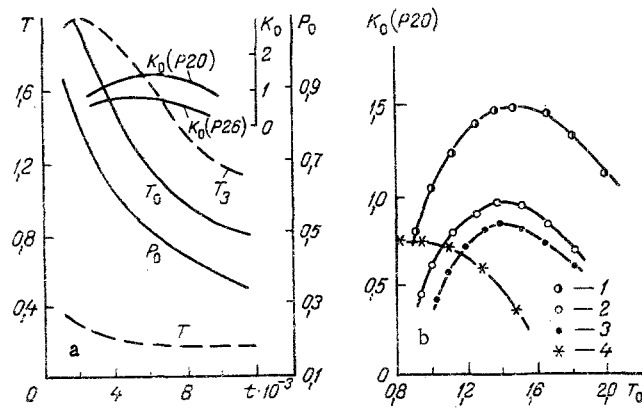 T
K₀ P₀
K₀(P20)
2
1
0
K₀(P20)
K₀(P26)
1,6
1,2
0,8
0,4
0
0,9
0,7
0,5
0,3
0,1
T₃
T₀
P₀
T
a
4
8
t·10⁻³
1,5
1,0
0,5
0
b
1
2
3
4
0,8
1,2
1,6
2,0
T₀